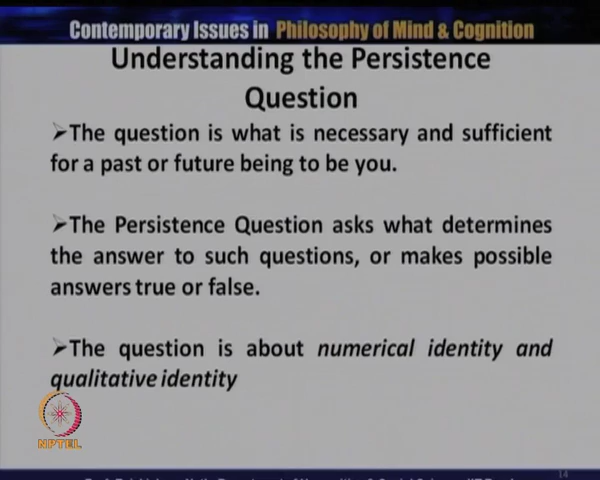 Contemporary Issues in Philosophy of Mind & Cognition
Understanding the Persistence
Question
➢The question is what is necessary and sufficient
for a past or future being to be you.
➢The Persistence Question asks what determines
the answer to such questions, or makes possible
answers true or false.
➢The question is about numerical identity and
qualitative identity
NPTEL
14